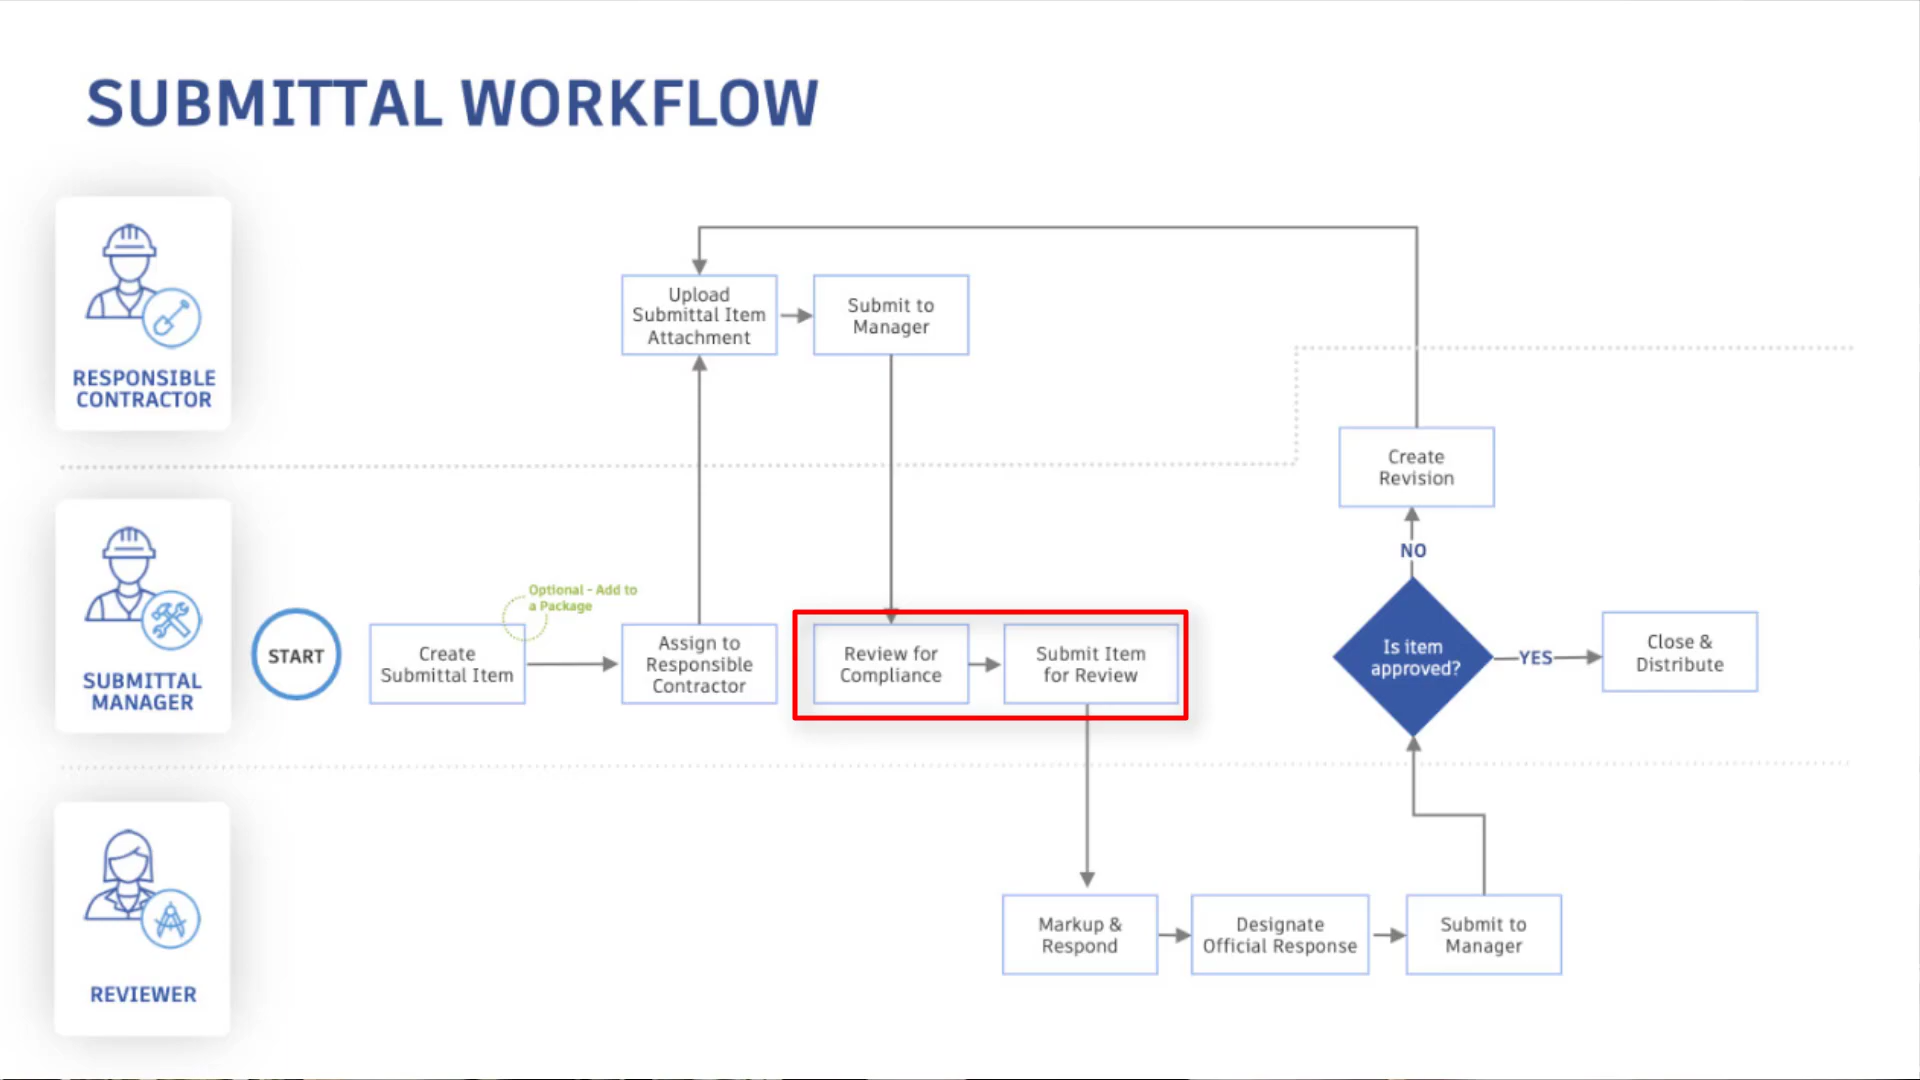 SUBMITTAL WORKFLOW
RESPONSIBLE
CONTRACTOR
Upload
Submittal Item
Attachment
Submit to
Manager
Create
Revision
NO
SUBMITTAL
MANAGER
START
Optional - Add to
a Package
Create
Submittal Item
Assign to
Responsible
Contractor
Review for
Compliance
Submit Item
for Review
Is item
approved?
YES
Close &
Distribute
REVIEWER
Markup &
Respond
Designate
Official Response
Submit to
Manager